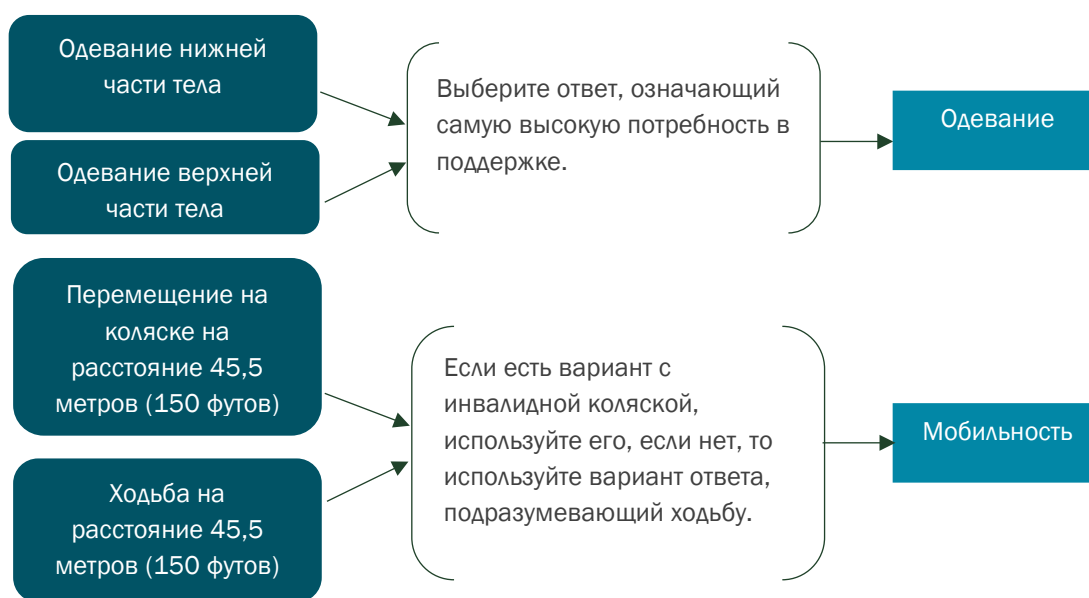 Одевание нижней
части тела
Выберите ответ, означающий
самую высокую потребность в
поддержке.
Одевание
Одевание верхней
части тела
Перемещение на
коляске на
расстояние 45,5
метров (150 футов)
Если есть вариант с
инвалидной коляской,
используйте его, если нет, то
используйте вариант ответа,
подразумевающий ходьбу.
Мобильность
Ходьба на
расстояние 45,5
метров (150 футов)